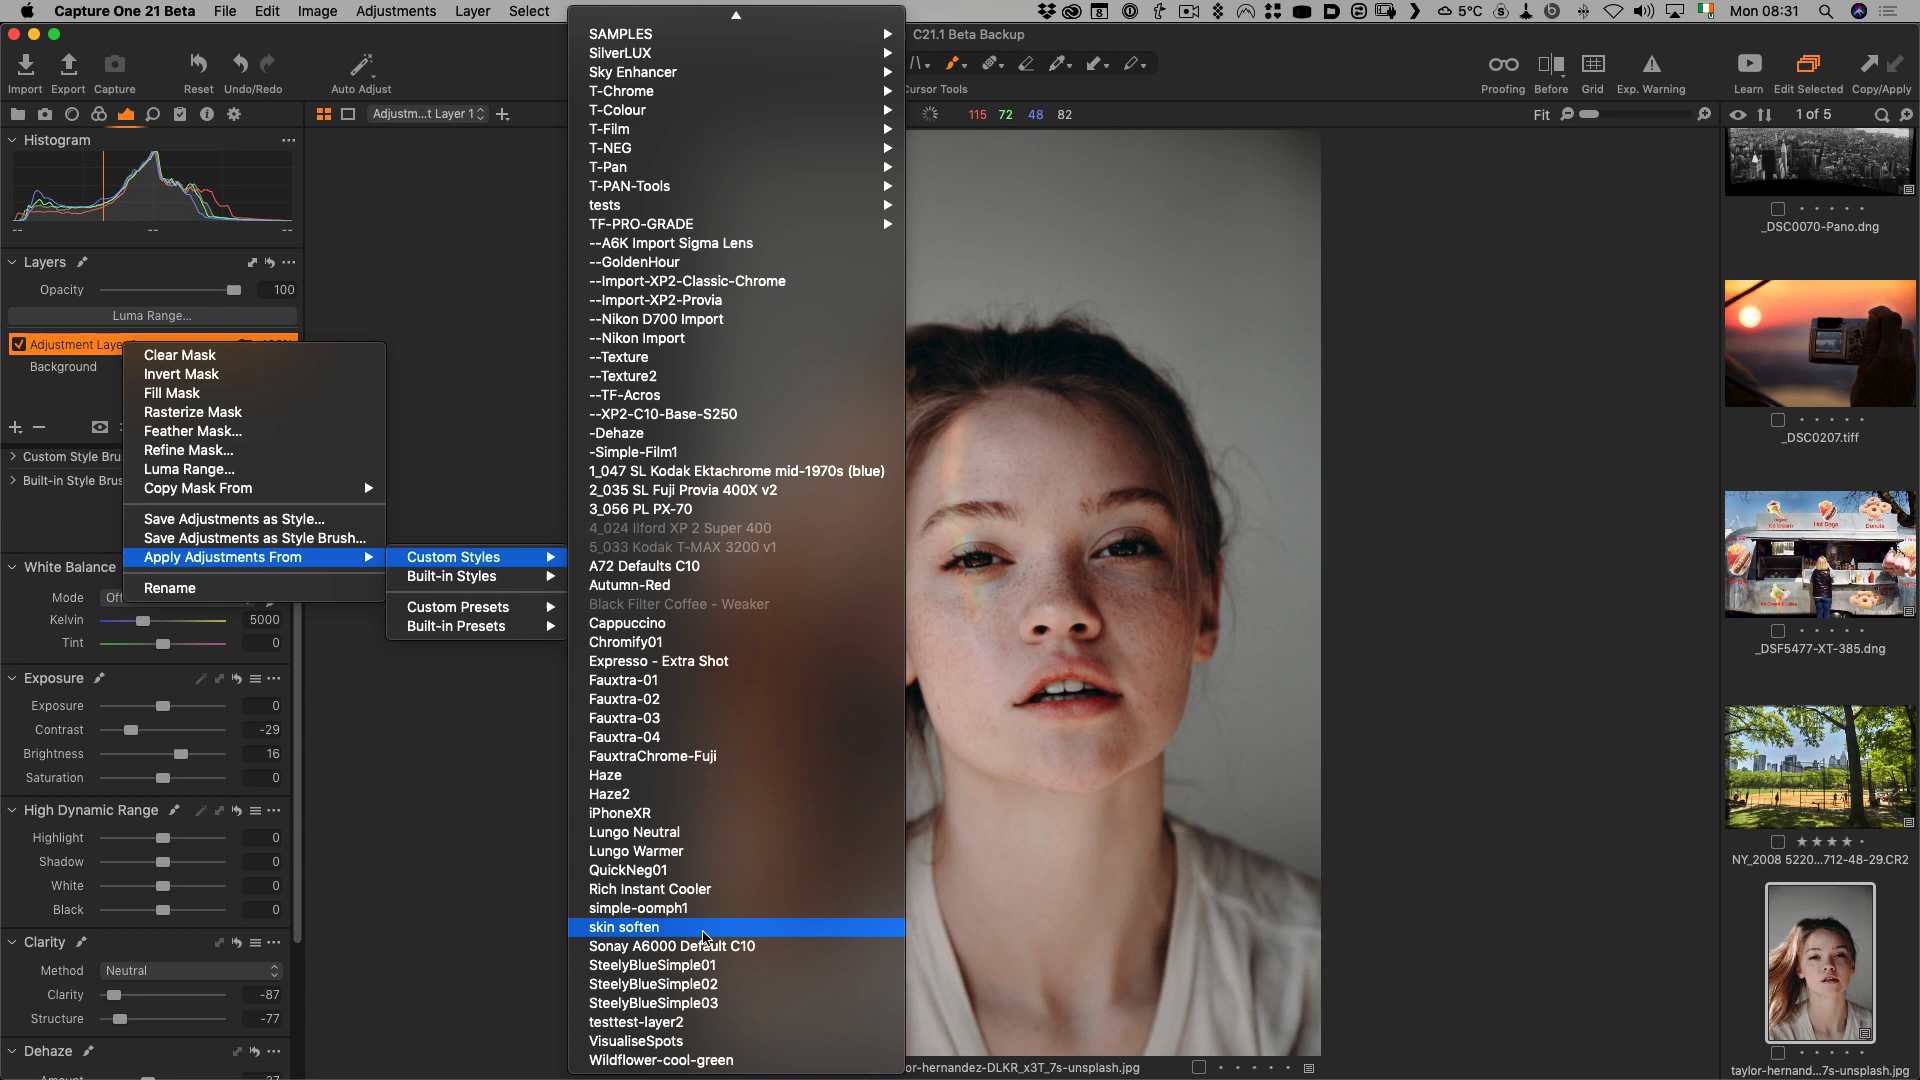 Capture One 21 Beta File Edit Image Adjustments Layer Select
5°C Mon 08:31
C21.1 Beta Backup
Import Export Capture Reset Undo/Redo Auto Adjust
Cursor Tools
Proofing Before Grid Exp. Warning Learn Edit Selected Copy/Apply
Adjustm...t Layer 1
115 72 48 82
Fit
1 of 5
Histogram
-- -- --
Layers
Opacity 100
Luma Range...
Adjustment Laye
Background
Custom Style Bru
Built-in Style Brus
White Balance
Mode
Kelvin 5000
Tint 0
Exposure
Exposure 0
Contrast -29
Brightness 16
Saturation 0
High Dynamic Range
Highlight 0
Shadow 0
White 0
Black 0
Clarity
Method Neutral
Clarity -87
Structure -77
Dehaze
Clear Mask
Invert Mask
Fill Mask
Rasterize Mask
Feather Mask...
Refine Mask...
Luma Range...
Copy Mask From
Save Adjustments as Style...
Save Adjustments as Style Brush...
Apply Adjustments From
Rename
Custom Styles
Built-in Styles
Custom Presets
Built-in Presets
SAMPLES
SilverLUX
Sky Enhancer
T-Chrome
T-Colour
T-Film
T-NEG
T-Pan
T-PAN-Tools
tests
TF-PRO-GRADE
--A6K Import Sigma Lens
--GoldenHour
--Import-XP2-Classic-Chrome
--Import-XP2-Provia
--Nikon D700 Import
--Nikon Import
--Texture
--Texture2
--TF-Acros
--XP2-C10-Base-S250
-Dehaze
-Simple-Film1
1_047 SL Kodak Ektachrome mid-1970s (blue)
2_035 SL Fuji Provia 400X v2
3_056 PL PX-70
4_024 Ilford XP 2 Super 400
5_033 Kodak T-MAX 3200 v1
A72 Defaults C10
Autumn-Red
Black Filter Coffee - Weaker
Cappuccino
Chromify01
Expresso - Extra Shot
Fauxtra-01
Fauxtra-02
Fauxtra-03
Fauxtra-04
FauxtraChrome-Fuji
Haze
Haze2
iPhoneXR
Lungo Neutral
Lungo Warmer
QuickNeg01
Rich Instant Cooler
simple-oomph1
skin soften
Sonay A6000 Default C10
SteelyBlueSimple01
SteelyBlueSimple02
SteelyBlueSimple03
testtest-layer2
VisualiseSpots
Wildflower-cool-green
or-hernandez-DLKR_x3T_7s-unsplash.jpg
_DSC0070-Pano.dng
_DSC0207.tiff
Hot Dogs
Donuts
_DSF5477-XT-385.dng
NY_2008 5220...712-48-29.CR2
taylor-hernand...7s-unsplash.jpg